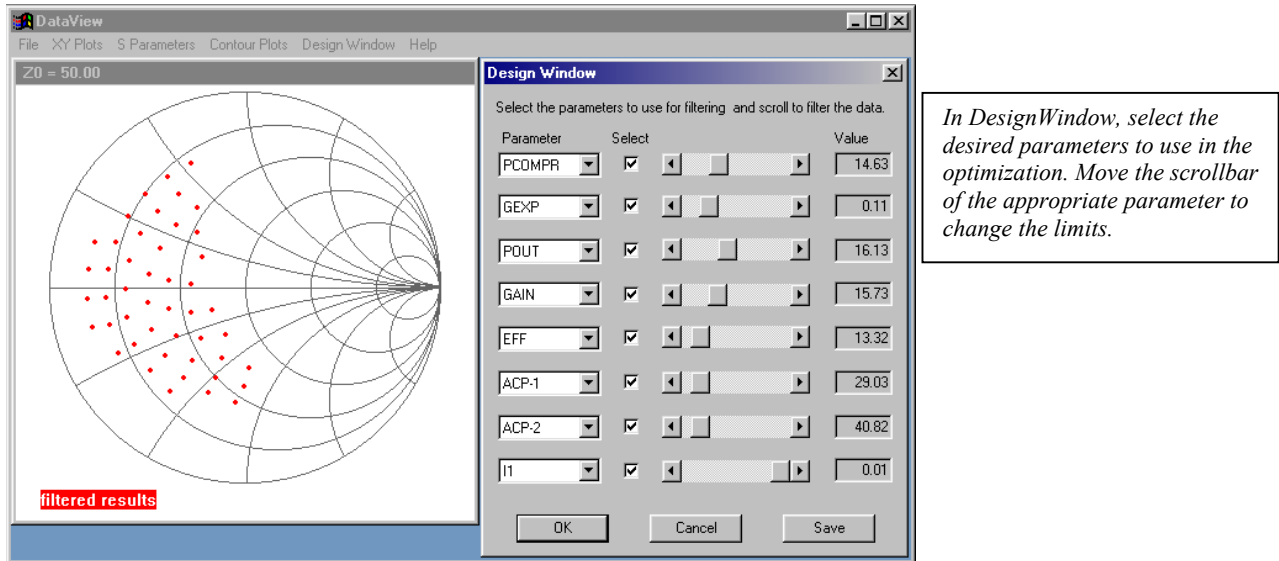 DataView
File XY Plots S Parameters Contour Plots Design Window Help
Z0 = 50.00
filtered results
Design Window
Select the parameters to use for filtering and scroll to filter the data.
Parameter Select Value
PCOMPR 14.63
GEXP 0.11
POUT 16.13
GAIN 15.73
EFF 13.32
ACP-1 29.03
ACP-2 40.82
I1 0.01
OK Cancel Save
In DesignWindow, select the
desired parameters to use in the
optimization. Move the scrollbar
of the appropriate parameter to
change the limits.